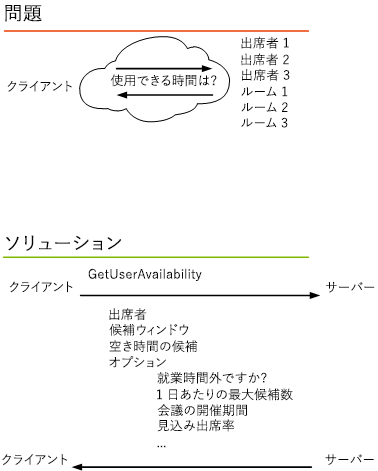 問題
出席者 1
出席者 2
出席者 3
ルーム 1
ルーム 2
ルーム 3
クライアント
使用できる時間は?
ソリューション
GetUserAvailability
クライアント
サーバー
出席者
候補ウィンドウ
空き時間の候補
オプション
就業時間外ですか?
1 日あたりの最大候補数
会議の開催期間
見込み出席率
...
クライアント
サーバー